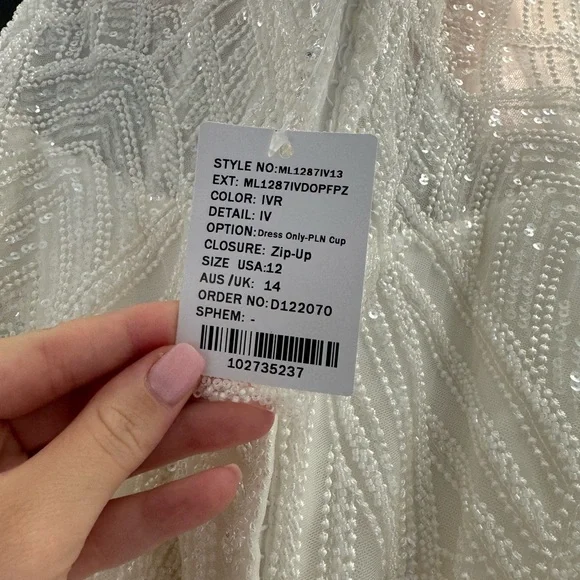 STYLE NO:ML1287IV13
EXT: ML1287IVDOPFPZ
COLOR: IVR
DETAIL: IV
OPTION:Dress Only-PLN Cup
CLOSURE: Zip-Up
SIZE USA:12
AUS/UK: 14
ORDER NO:D122070
SPHEM: -
102735237